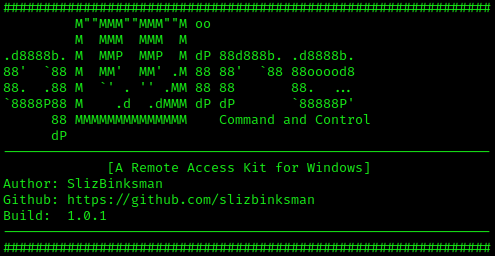 ##############################################################
         M""MMM""MMM""M oo
         M  MMM  MMM  M
.d8888b. M  MMP  MMP  M dP 88d888b. .d8888b.
88'  `88 M  MM'  MM' .M 88 88'  `88 88ooood8
88.  .88 M  `' . '' .MM 88 88       88.  ...
`8888P88 M    .d  .dMMM dP dP       `88888P'
      88 MMMMMMMMMMMMMM    Command and Control
      dP
[A Remote Access Kit for Windows]
Author: SlizBinksman
Github: https://github.com/slizbinksman
Build:  1.0.1
##############################################################